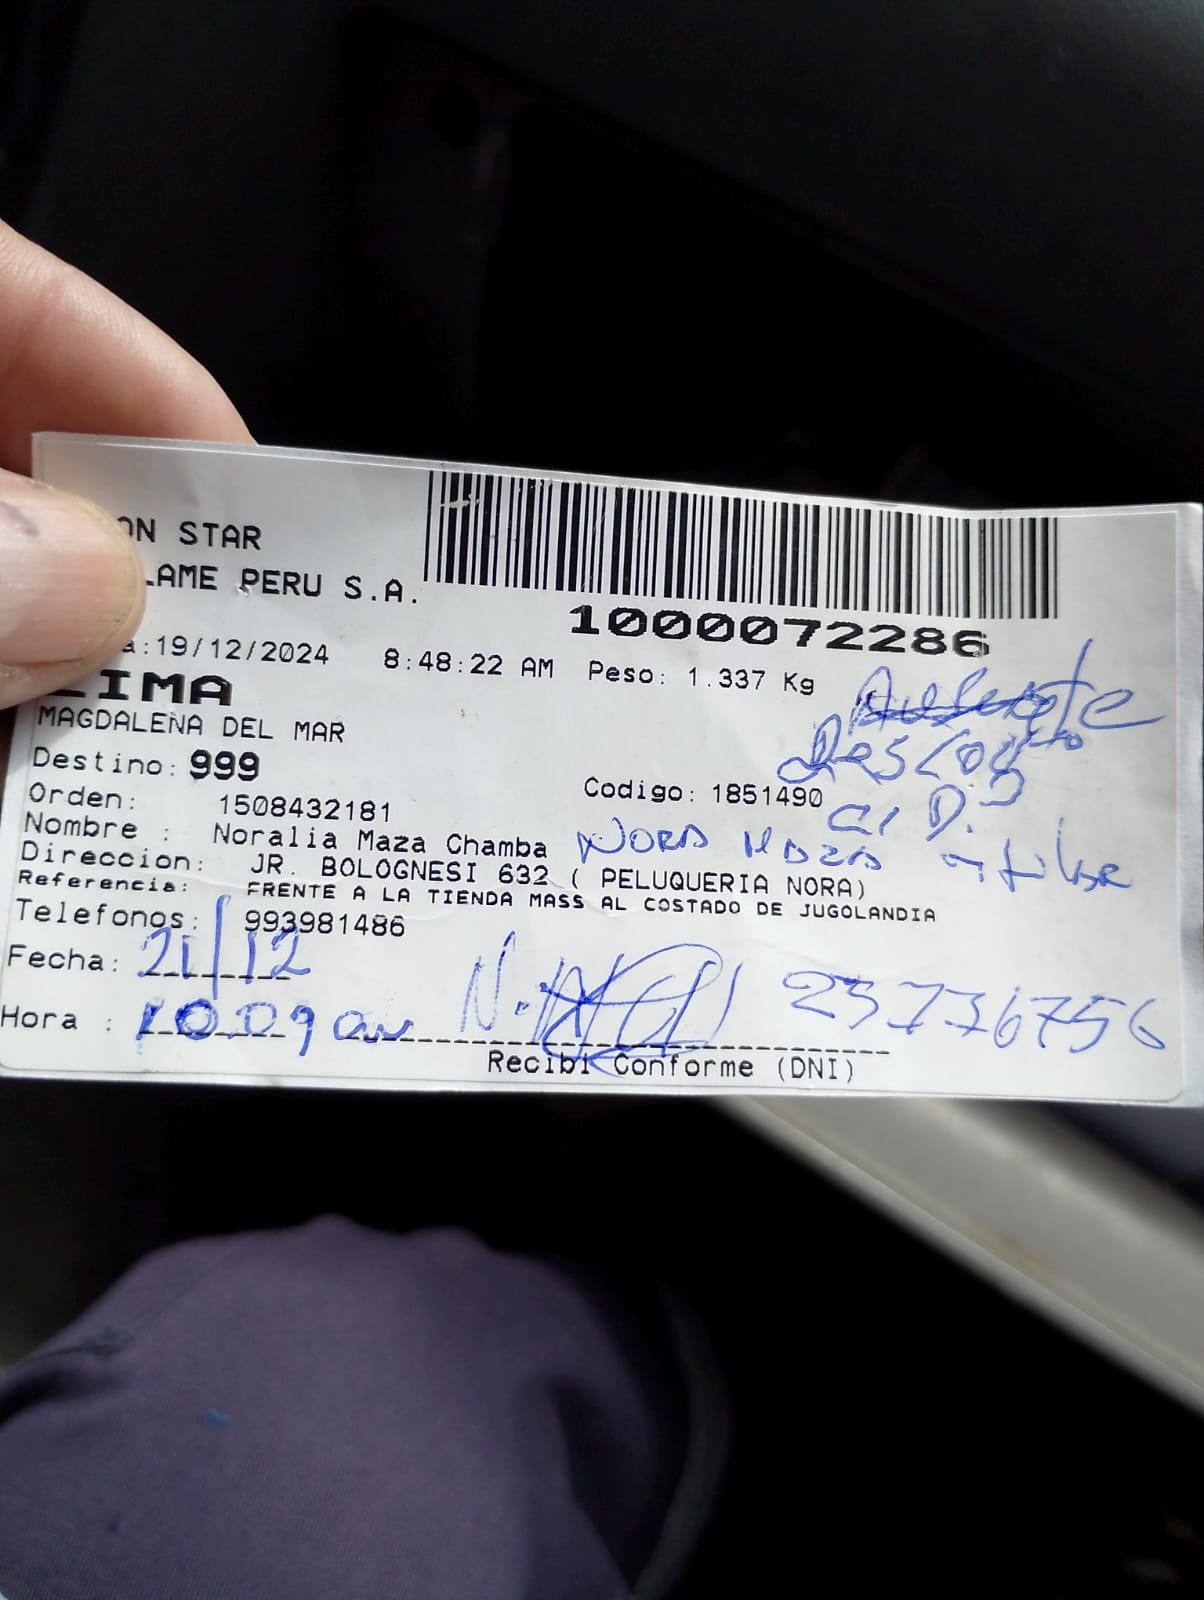 ON STAR
LAME PERU S.A.
1000072286
a:19/12/2024 8:48:22 AM Peso: 1.337 Kg
LIMA
MAGDALENA DEL MAR
Destino: 999
Codigo: 1851490
Orden: 1508432181
Nombre : Noralia Maza Chamba
NORA MAZA titular
Direccion: JR. BOLOGNESI 632 ( PELUQUERIA NORA)
Referencia: FRENTE A LA TIENDA MASS AL COSTADO DE JUGOLANDIA
Telefonos: 993981486
Fecha: 21/12
Hora : 10:09 am
Recibi Conforme (DNI)